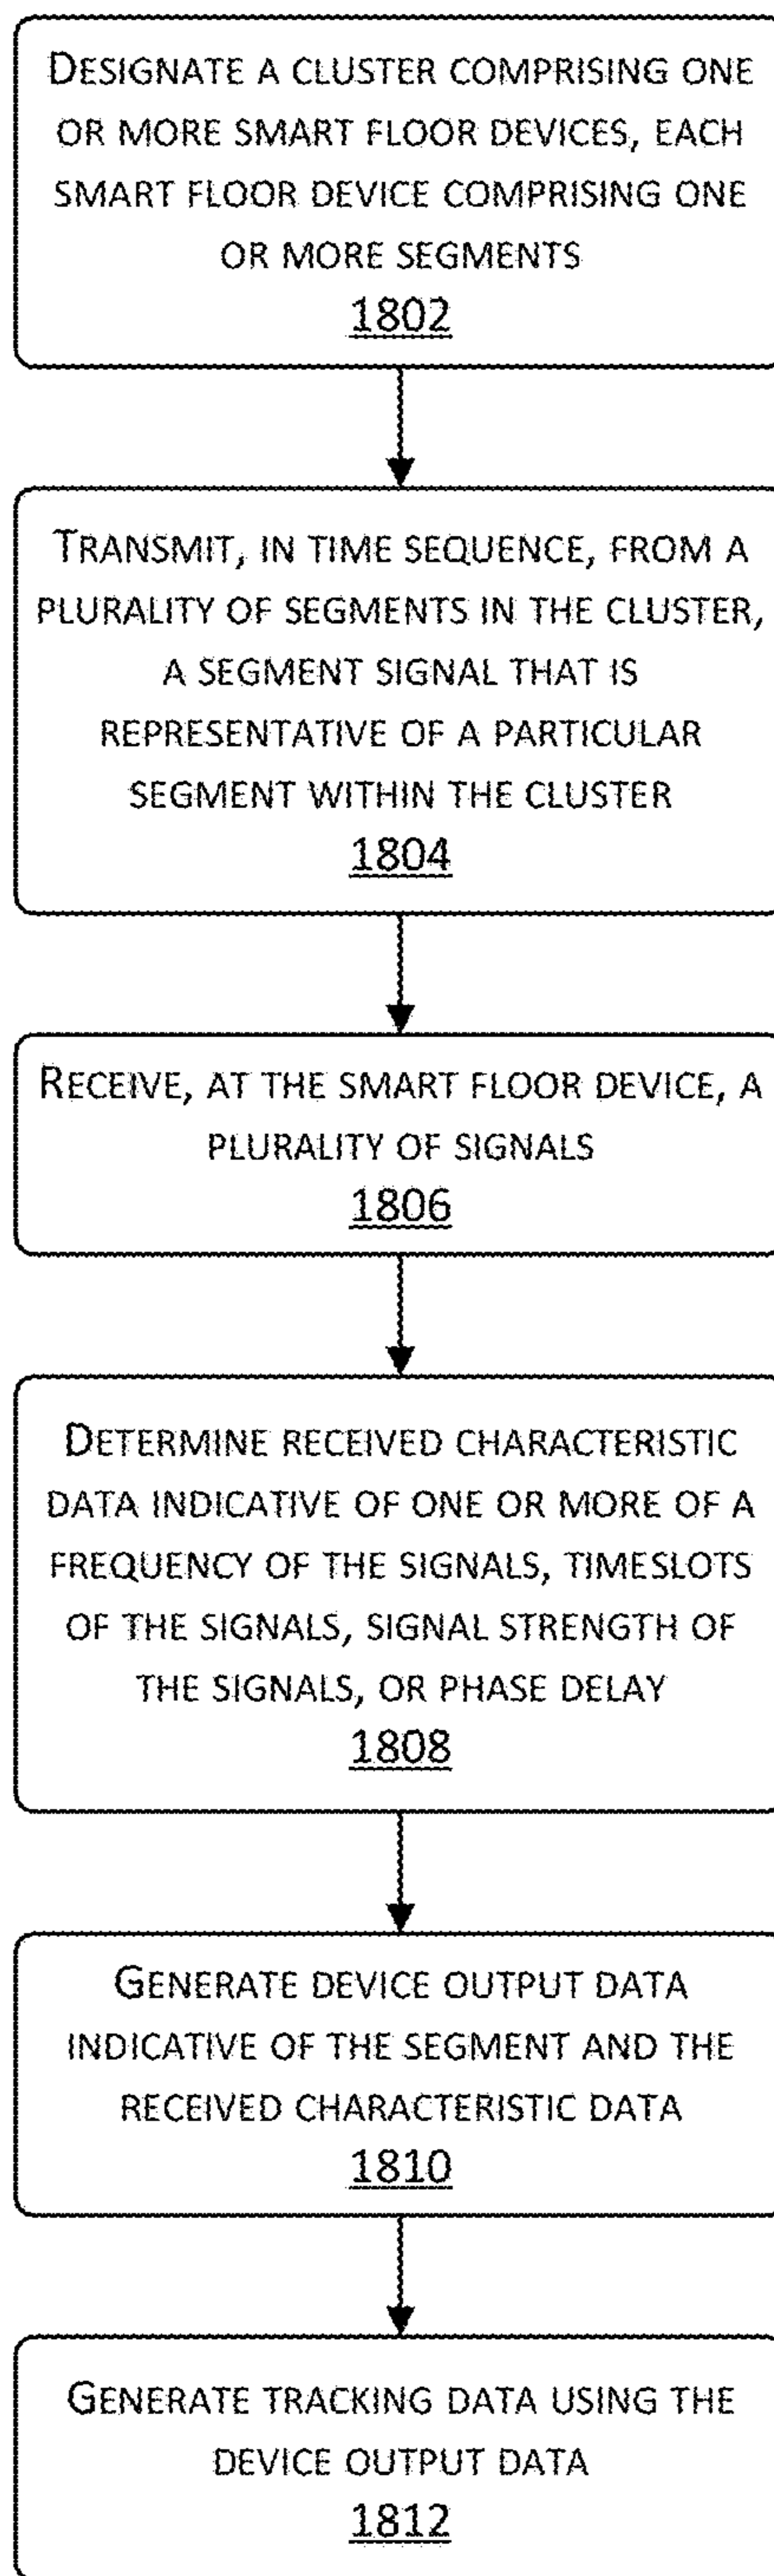 DESIGNATE A CLUSTER COMPRISING ONE
OR MORE SMART FLOOR DEVICES, EACH
SMART FLOOR DEVICE COMPRISING ONE
OR MORE SEGMENTS
1802
TRANSMIT, IN TIME SEQUENCE, FROM A
PLURALITY OF SEGMENTS IN THE CLUSTER,
A SEGMENT SIGNAL THAT IS
REPRESENTATIVE OF A PARTICULAR
SEGMENT WITHIN THE CLUSTER
1804
RECEIVE, AT THE SMART FLOOR DEVICE, A
PLURALITY OF SIGNALS
1806
DETERMINE RECEIVED CHARACTERISTIC
DATA INDICATIVE OF ONE OR MORE OF A
FREQUENCY OF THE SIGNALS, TIMESLOTS
OF THE SIGNALS, SIGNAL STRENGTH OF
THE SIGNALS, OR PHASE DELAY
1808
GENERATE DEVICE OUTPUT DATA
INDICATIVE OF THE SEGMENT AND THE
RECEIVED CHARACTERISTIC DATA
1810
GENERATE TRACKING DATA USING THE
DEVICE OUTPUT DATA
1812